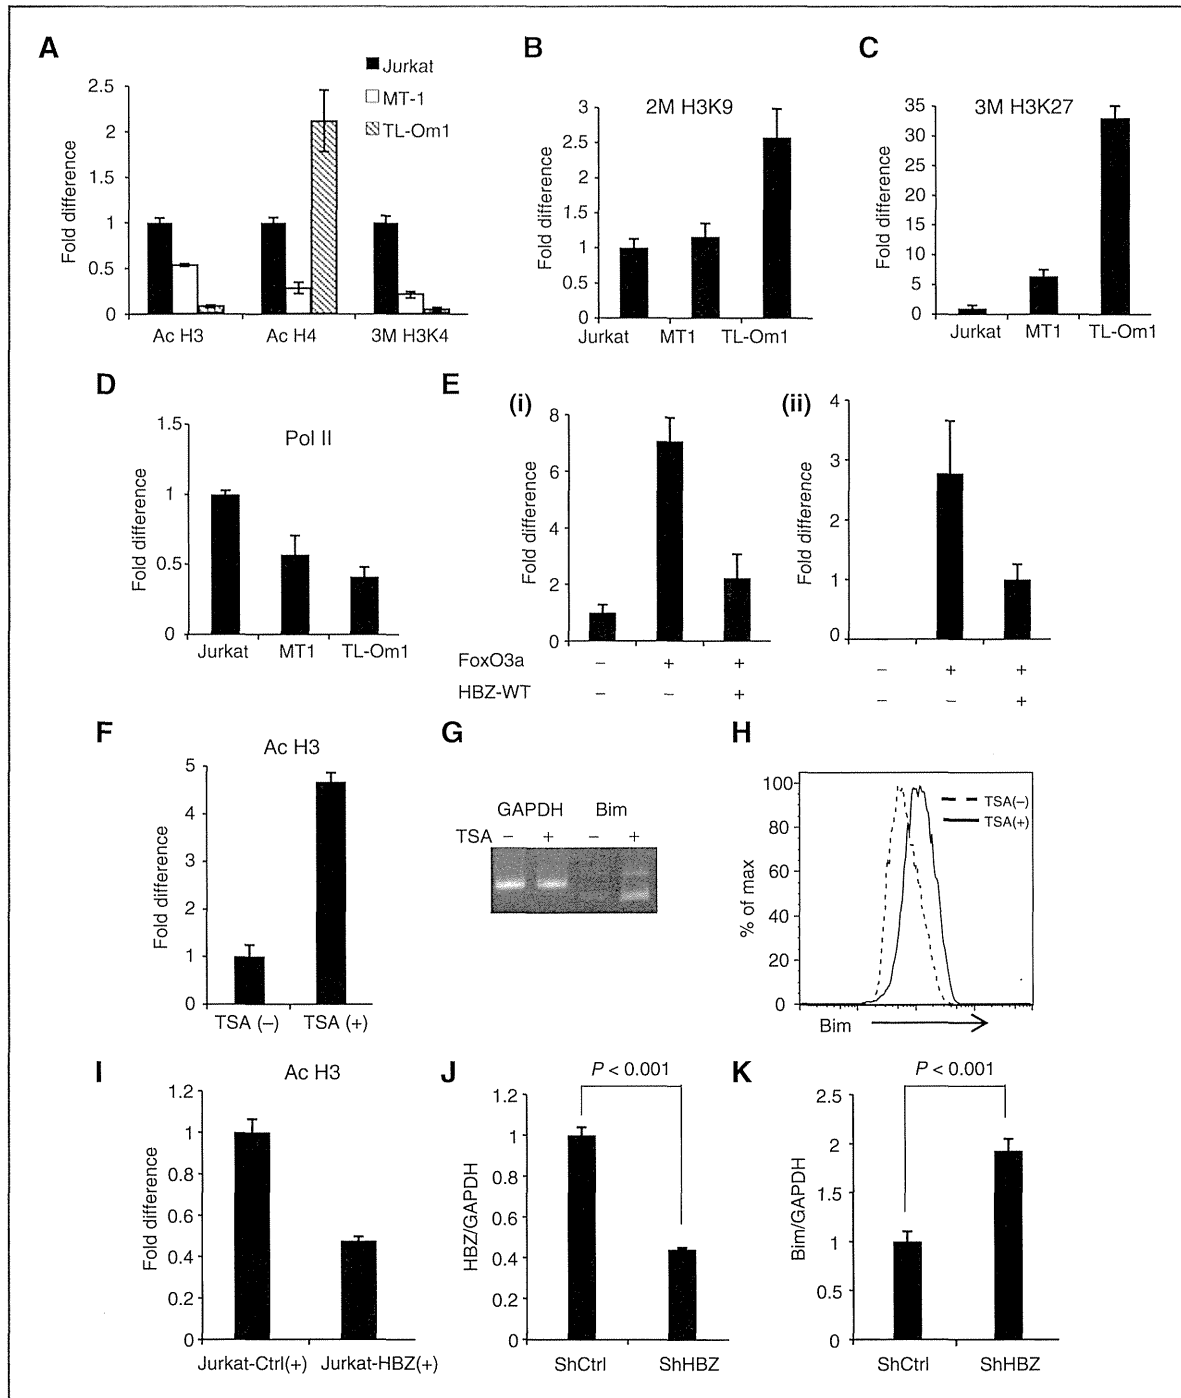 A
Jurkat
MT-1
TL-Om1
Fold difference
2.5
2
1.5
1
0.5
0
Ac H3
Ac H4
3M H3K4
B
2M H3K9
Fold difference
3
2.5
2
1.5
1
0.5
0
Jurkat
MT1
TL-Om1
C
3M H3K27
Fold difference
35
30
25
20
15
10
5
0
Jurkat
MT1
TL-Om1
D
Pol II
Fold difference
1.5
1
0.5
0
Jurkat
MT1
TL-Om1
E
(i)
Fold difference
8
6
4
2
0
FoxO3a – + +
HBZ-WT – – +
(ii)
Fold difference
4
3
2
1
0
– + +
– – +
F
Ac H3
Fold difference
5
4
3
2
1
0
TSA (–)
TSA (+)
G
GAPDH Bim
TSA – + – +
H
% of max
100
80
60
40
20
0
TSA(–)
TSA(+)
Bim
I
Ac H3
Fold difference
1.2
1
0.8
0.6
0.4
0.2
0
Jurkat-Ctrl(+)
Jurkat-HBZ(+)
J
P < 0.001
HBZ/GAPDH
1.2
1
0.8
0.6
0.4
0.2
0
ShCtrl
ShHBZ
K
P < 0.001
Bim/GAPDH
2.5
2
1.5
1
0.5
0
ShCtrl
ShHBZ